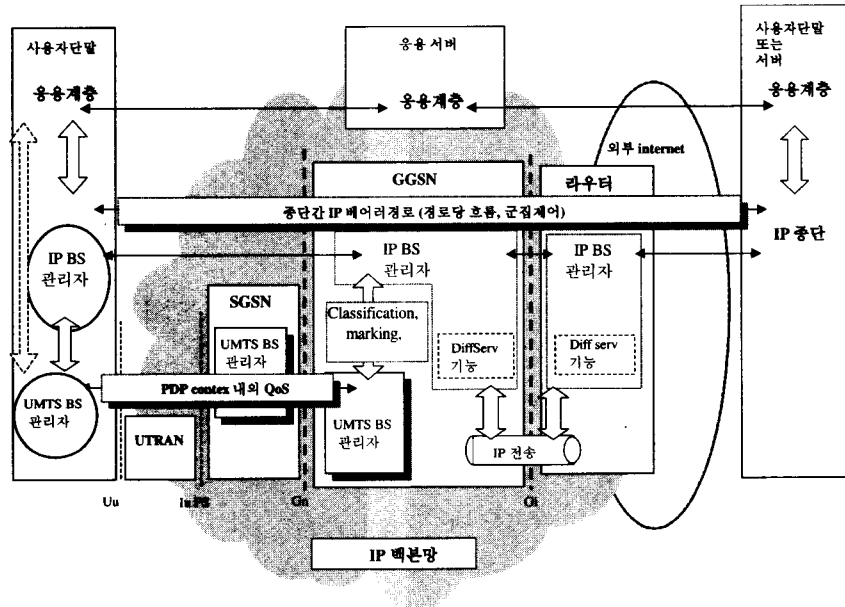 사용자단말
응용계층
응용 서버
응용계층
사용자단말
또는
서버
응용계층
외부 internet
GGSN
라우터
종단간 IP 베어러경로 (경로당 흐름, 군집제어)
IP BS
관리자
IP BS
관리자
IP BS
관리자
IP 종단
SGSN
Classification,
marking,
UMTS BS
관리자
DiffServ
기능
Diff serv
기능
PDP contex 내의 QoS
UMTS BS
관리자
UMTS BS
관리자
UTRAN
IP 전송
Uu
Iu PS
Gn
Gi
IP 백본망